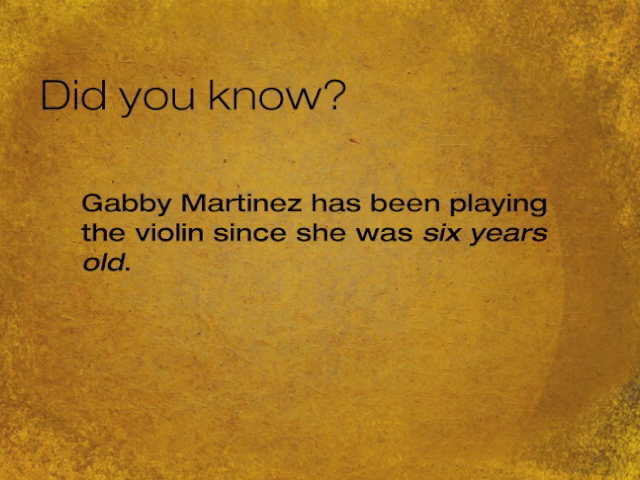 Did you know?
Gabby Martinez has been playing
the violin since she was six years
old.